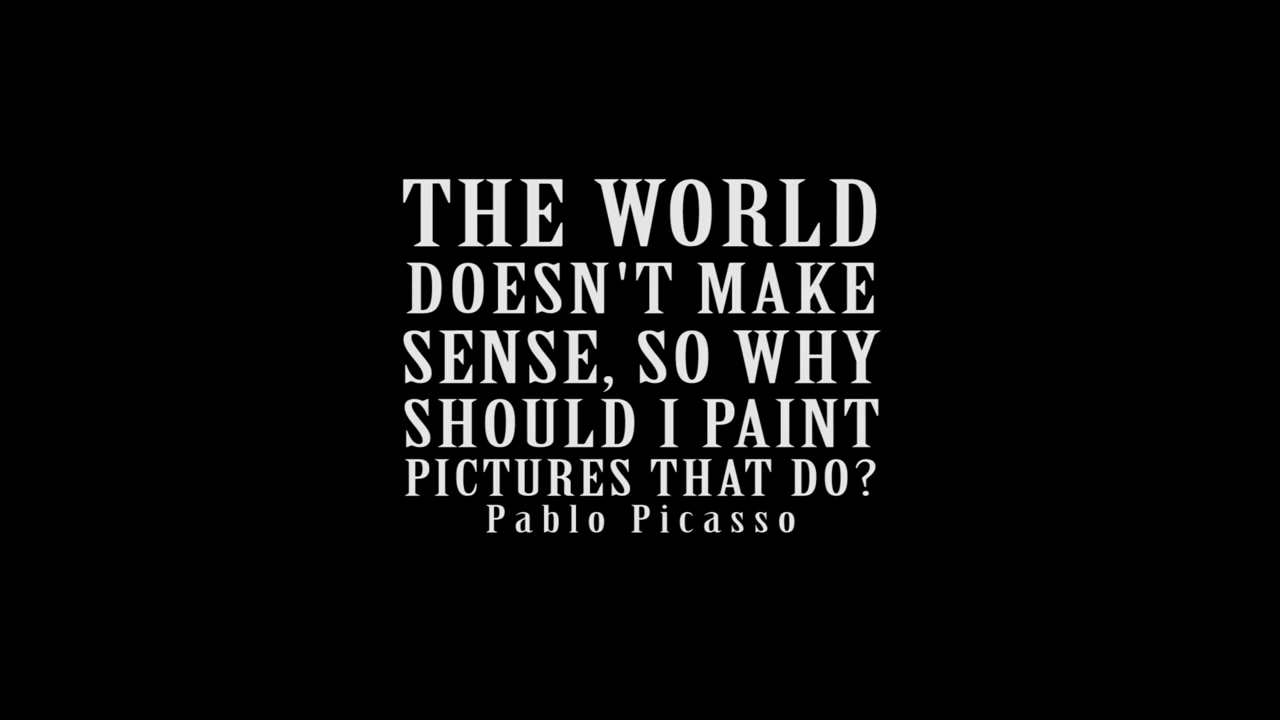 THE WORLD
DOESN'T MAKE
SENSE, SO WHY
SHOULD I PAINT
PICTURES THAT DO?
Pablo Picasso